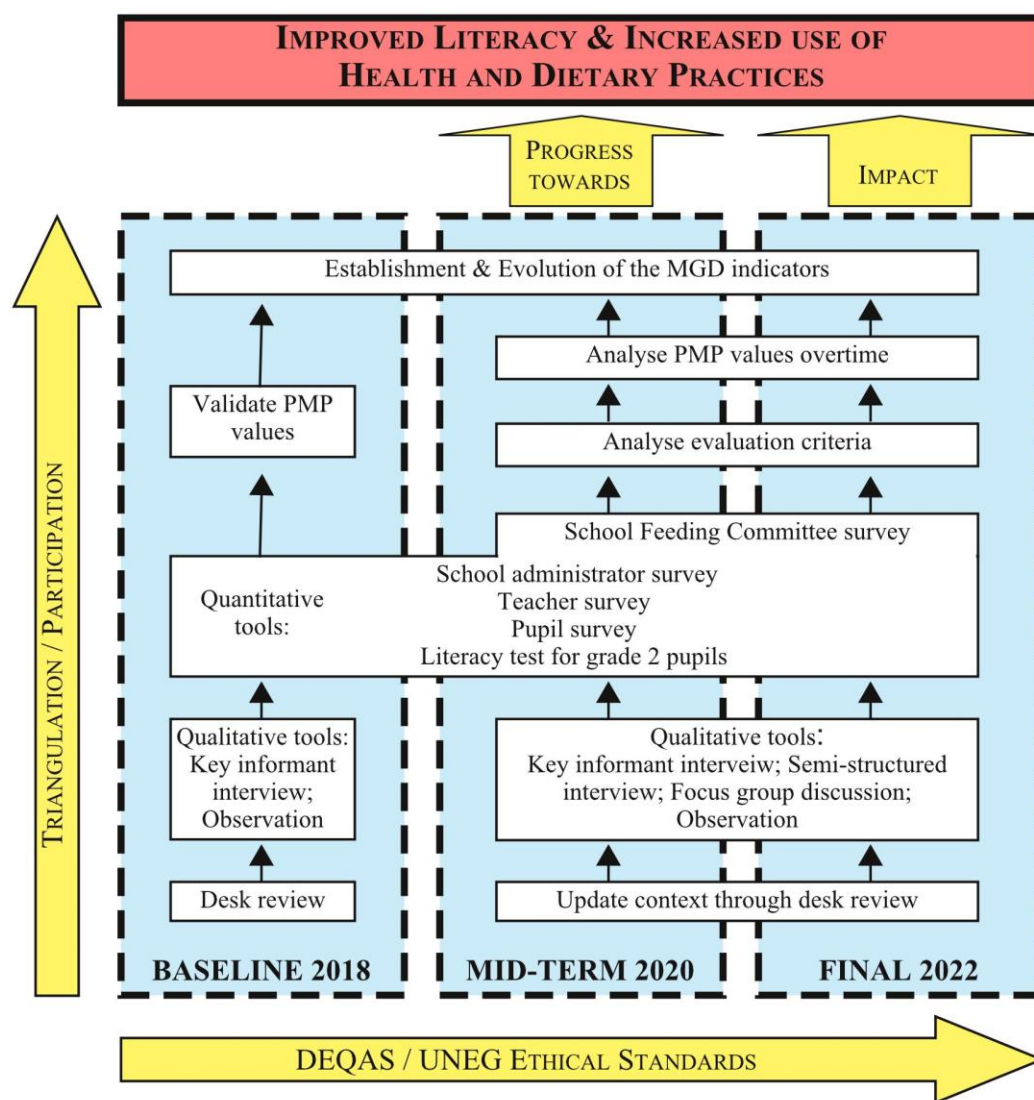 IMPROVED LITERACY & INCREASED USE OF
HEALTH AND DIETARY PRACTICES
PROGRESS
TOWARDS
IMPACT
TRIANGULATION / PARTICIPATION
Establishment & Evolution of the MGD indicators
Analyse PMP values overtime
Validate PMP
values
Analyse evaluation criteria
School Feeding Committee survey
Quantitative
tools:
School administrator survey
Teacher survey
Pupil survey
Literacy test for grade 2 pupils
Qualitative tools:
Key informant
interview;
Observation
Qualitative tools:
Key informant interveiw; Semi-structured
interview; Focus group discussion;
Observation
Desk review
Update context through desk review
BASELINE 2018
MID-TERM 2020
FINAL 2022
DEQAS / UNEG ETHICAL STANDARDS